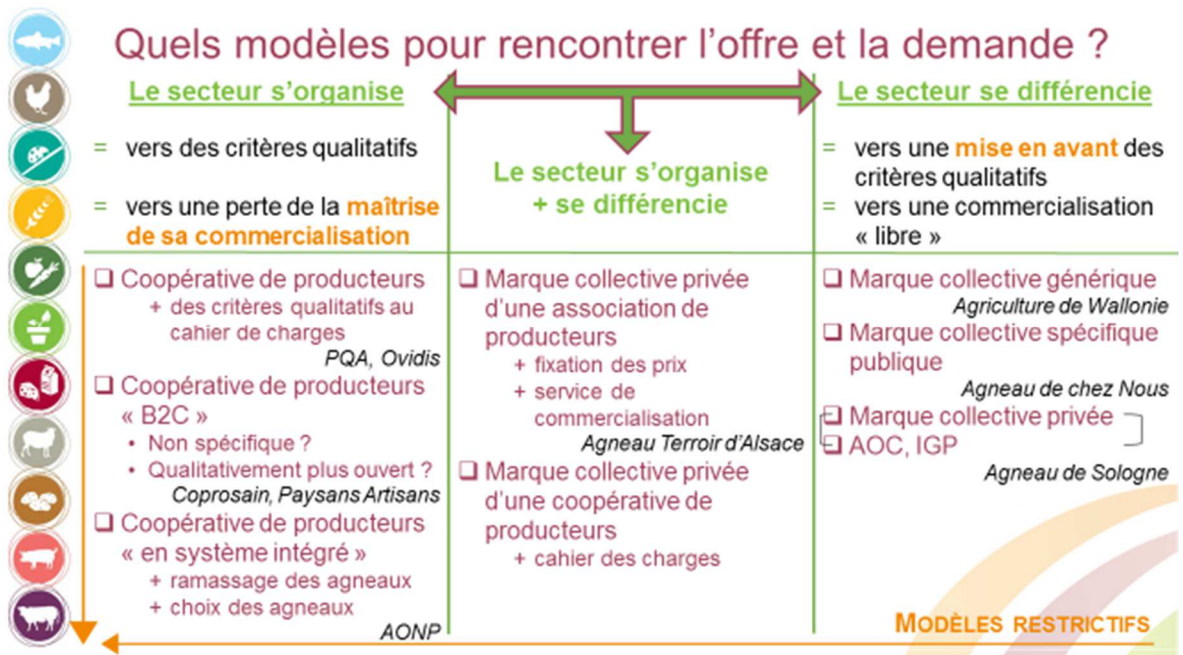 Quels modèles pour rencontrer l’offre et la demande ?
Le secteur s’organise
= vers des critères qualitatifs
= vers une perte de la maîtrise
de sa commercialisation
Le secteur s’organise
+ se différencie
Le secteur se différencie
= vers une mise en avant des
critères qualitatifs
= vers une commercialisation
« libre »
❑ Coopérative de producteurs
+ des critères qualitatifs au
cahier de charges
PQA, Ovidis
❑ Coopérative de producteurs
« B2C »
• Non spécifique ?
• Qualitativement plus ouvert ?
Coprosain, Paysans Artisans
❑ Coopérative de producteurs
« en système intégré »
+ ramassage des agneaux
+ choix des agneaux
AONP
❑ Marque collective privée
d’une association de
producteurs
+ fixation des prix
+ service de
commercialisation
Agneau Terroir d’Alsace
❑ Marque collective privée
d’une coopérative de
producteurs
+ cahier des charges
❑ Marque collective générique
Agriculture de Wallonie
❑ Marque collective spécifique
publique
Agneau de chez Nous
❑ Marque collective privée
❑ AOC, IGP
Agneau de Sologne
MODÈLES RESTRICTIFS